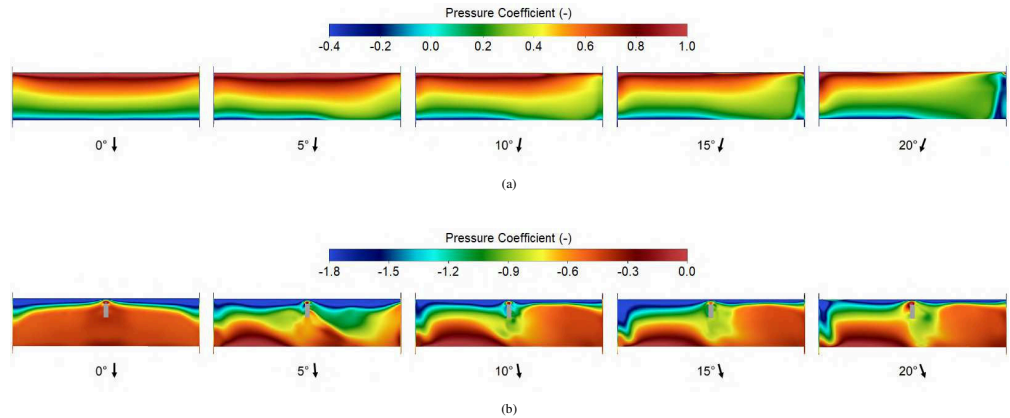 Pressure Coefficient (-)
-0.4 -0.2 0.0 0.2 0.4 0.6 0.8 1.0
0° 5° 10° 15° 20°
(a)
Pressure Coefficient (-)
-1.8 -1.5 -1.2 -0.9 -0.6 -0.3 0.0
0° 5° 10° 15° 20°
(b)